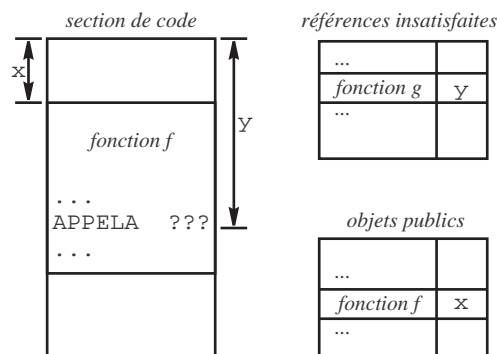 section de code
x
y
fonction f
...
APPELA ???
...
références insatisfaites
...
fonction g y
...
objets publics
...
fonction f x
...